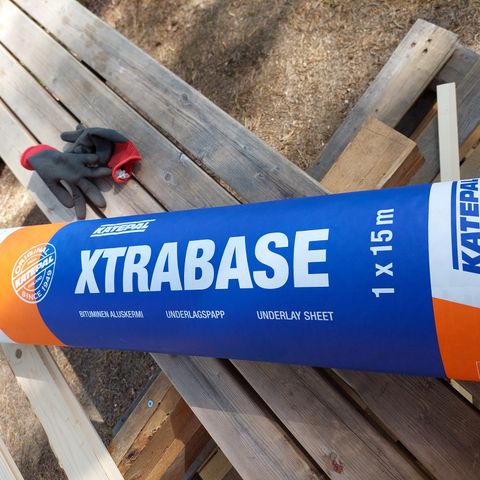 ORIGINAL
KATEPAL
SINCE 1949
KATEPAL
XTRABASE
BITUMINEN ALUSKERMI UNDERLAGSPAPP UNDERLAY SHEET
1 x 15 m
KATEPAL